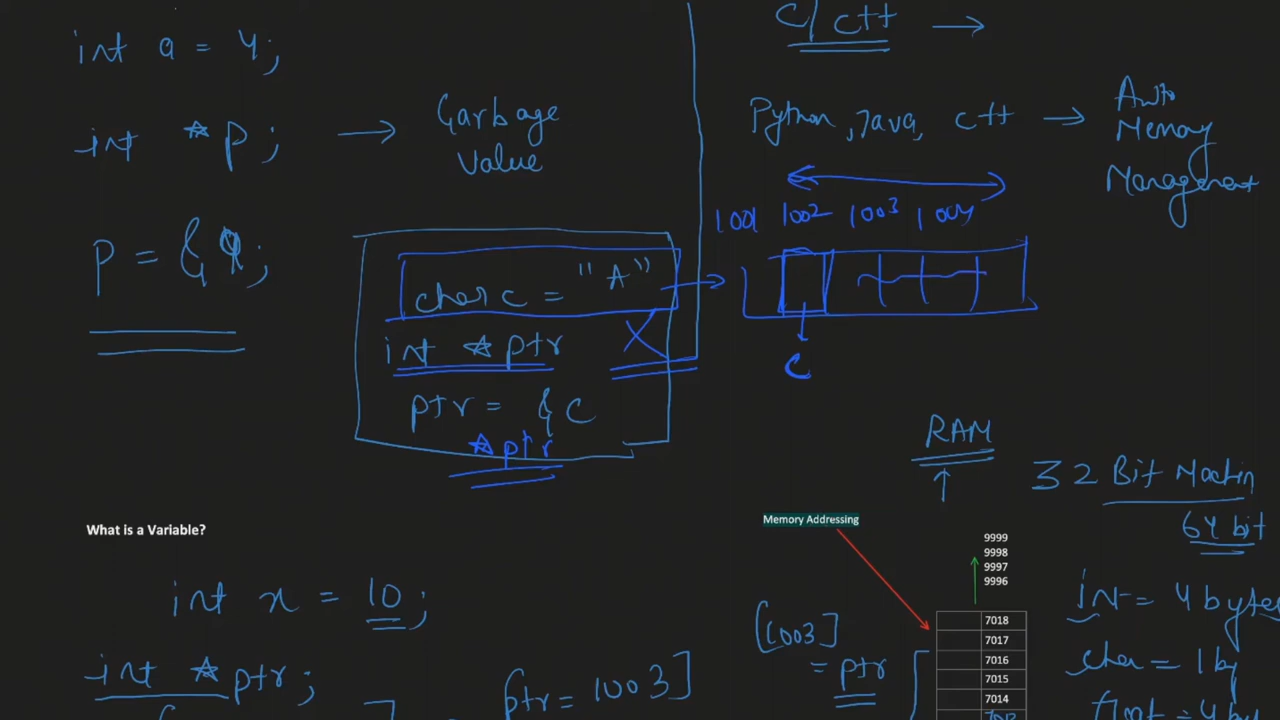 int a = 4;
int *p;
→ Garbage
Value
p = &a;
char c = "A"
int *ptr X
ptr = &C
*ptr
C/C++ →
Python, Java, C++ →
Auto
Memory
Management
1001 1002 1003 1004
C
RAM
32 Bit Machin
64 bit
What is a Variable?
int x = 10;
int *ptr;
ptr = 1003]
Memory Addressing
9999
9998
9997
9996
[1003]
= ptr
7018
7017
7016
7015
7014
int = 4 bytes
char = 1 by